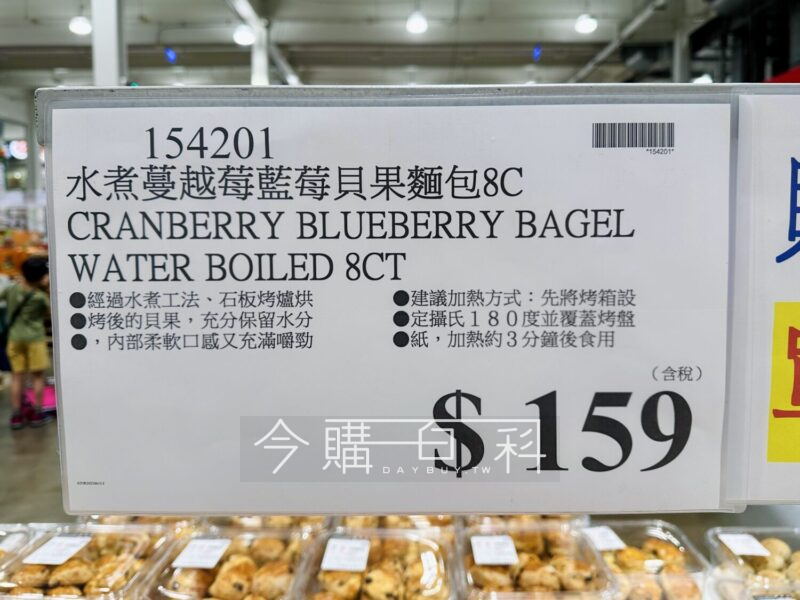 154201
*154201*
水煮蔓越莓藍莓貝果麵包8C
CRANBERRY BLUEBERRY BAGEL
WATER BOILED 8CT
●經過水煮工法、石板烤爐烘
●烤後的貝果，充分保留水分
●，內部柔軟口感又充滿嚼勁
●建議加熱方式：先將烤箱設
●定攝氏１８０度並覆蓋烤盤
●紙，加熱約３分鐘後食用
（含稅）
$ 159
今購百科
DAYBUY.TW